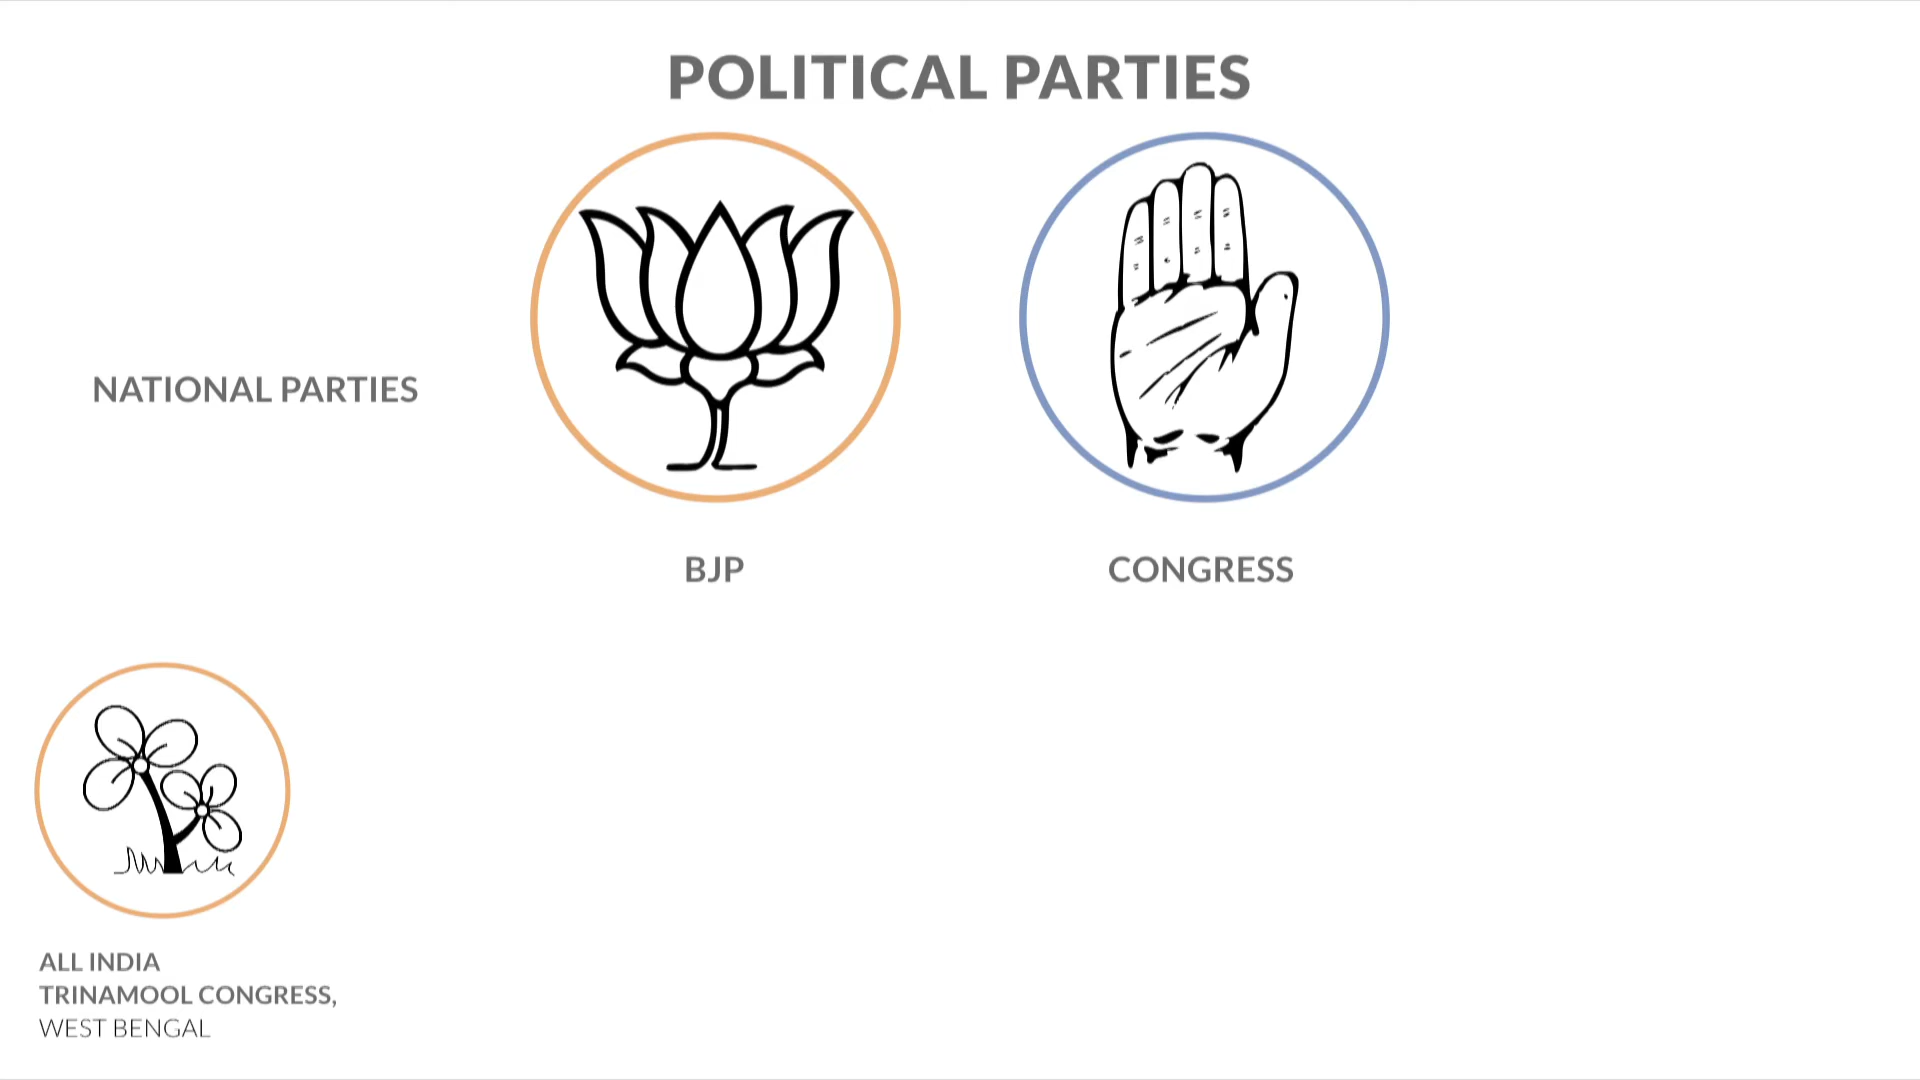 POLITICAL PARTIES
NATIONAL PARTIES
BJP
CONGRESS
ALL INDIA
TRINAMOOL CONGRESS,
WEST BENGAL